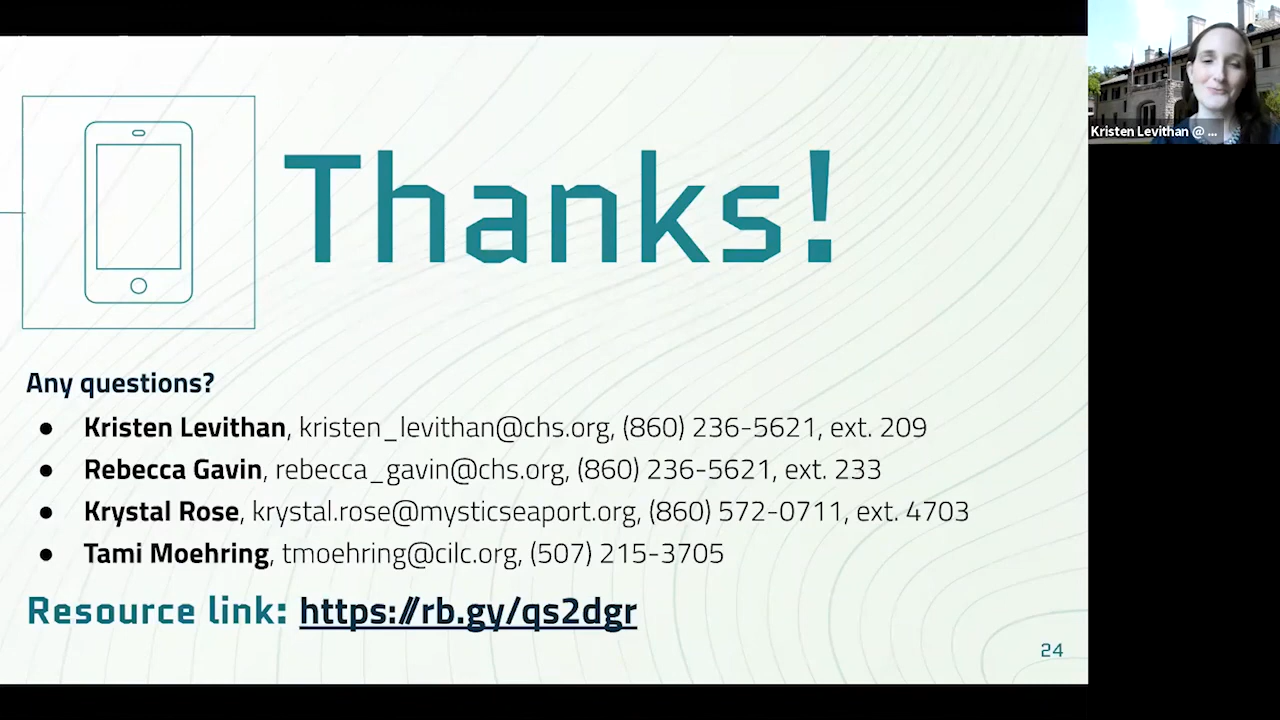 Thanks!
Kristen Levithan @ ...
Any questions?
● Kristen Levithan, kristen_levithan@chs.org, (860) 236-5621, ext. 209
● Rebecca Gavin, rebecca_gavin@chs.org, (860) 236-5621, ext. 233
● Krystal Rose, krystal.rose@mysticseaport.org, (860) 572-0711, ext. 4703
● Tami Moehring, tmoehring@cilc.org, (507) 215-3705
Resource link: https://rb.gy/qs2dgr
24